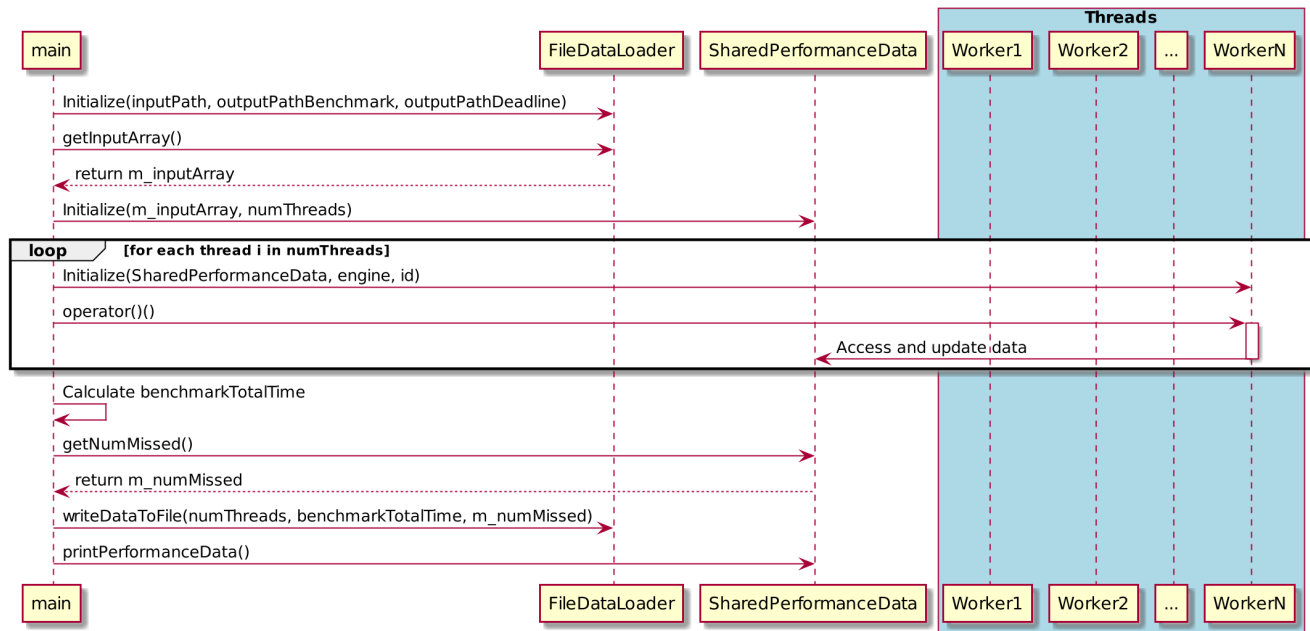 Threads
main
FileDataLoader
SharedPerformanceData
Worker1
Worker2
...
WorkerN
Initialize(inputPath, outputPathBenchmark, outputPathDeadline)
getInputArray()
return m_inputArray
Initialize(m_inputArray, numThreads)
loop
[for each thread i in numThreads]
Initialize(SharedPerformanceData, engine, id)
operator()()
Access and update data
Calculate benchmarkTotalTime
getNumMissed()
return m_numMissed
writeDataToFile(numThreads, benchmarkTotalTime, m_numMissed)
printPerformanceData()
main
FileDataLoader
SharedPerformanceData
Worker1
Worker2
...
WorkerN